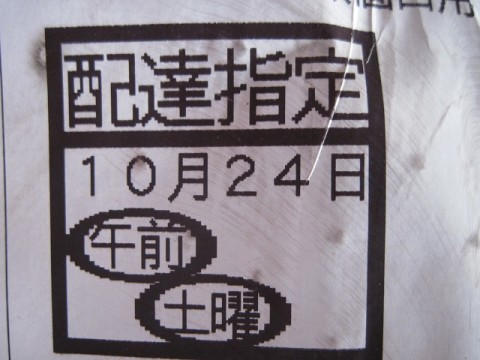 配達指定
10月24日
午前
土曜